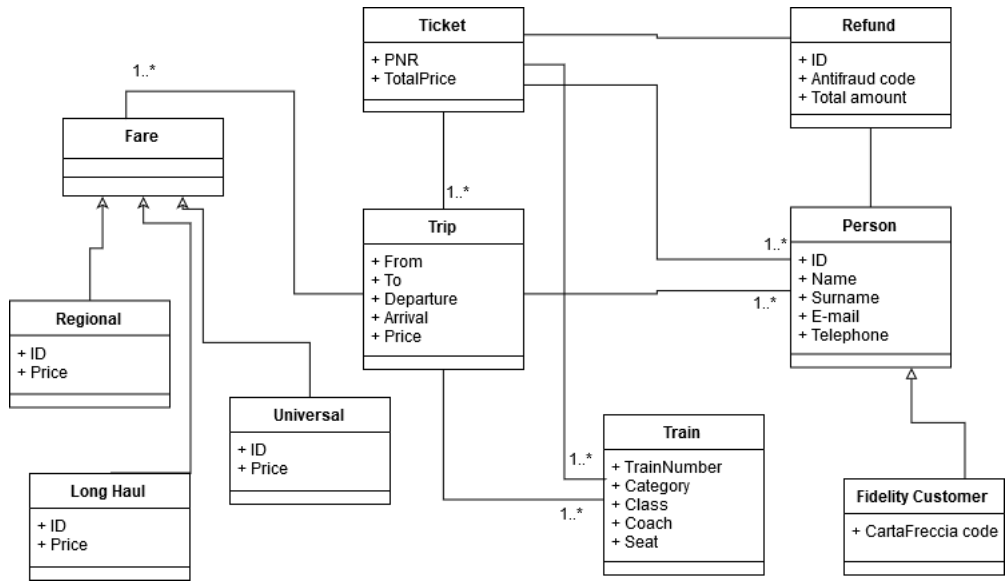 Ticket
+ PNR
+ TotalPrice
Refund
+ ID
+ Antifraud code
+ Total amount
1..*
Fare
1..*
Trip
+ From
+ To
+ Departure
+ Arrival
+ Price
1..*
1..*
Person
+ ID
+ Name
+ Surname
+ E-mail
+ Telephone
Regional
+ ID
+ Price
Universal
+ ID
+ Price
Long Haul
+ ID
+ Price
1..*
1..*
Train
+ TrainNumber
+ Category
+ Class
+ Coach
+ Seat
Fidelity Customer
+ CartaFreccia code